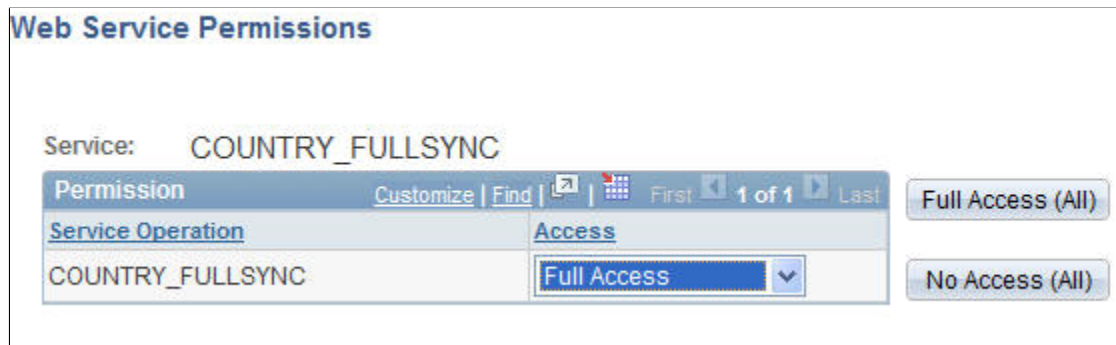 Web Service Permissions
Service: COUNTRY_FULLSYNC
Permission Customize | Find | | First 1 of 1 Last
Full Access (All)
Service Operation Access
COUNTRY_FULLSYNC Full Access
No Access (All)